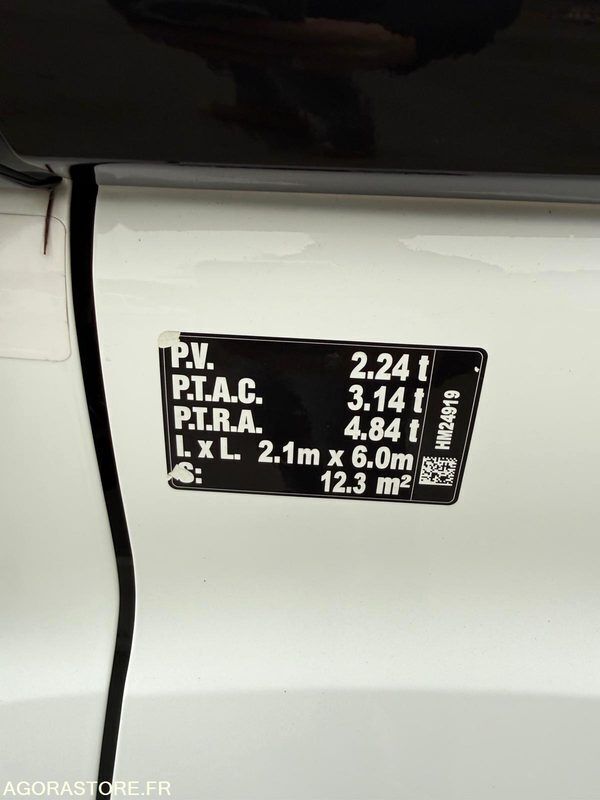 P.V. 2.24 t
P.T.A.C. 3.14 t
P.T.R.A. 4.84 t
l. x L. 2.1m x 6.0m
S: 12.3 m²
HM24919
AGORASTORE.FR